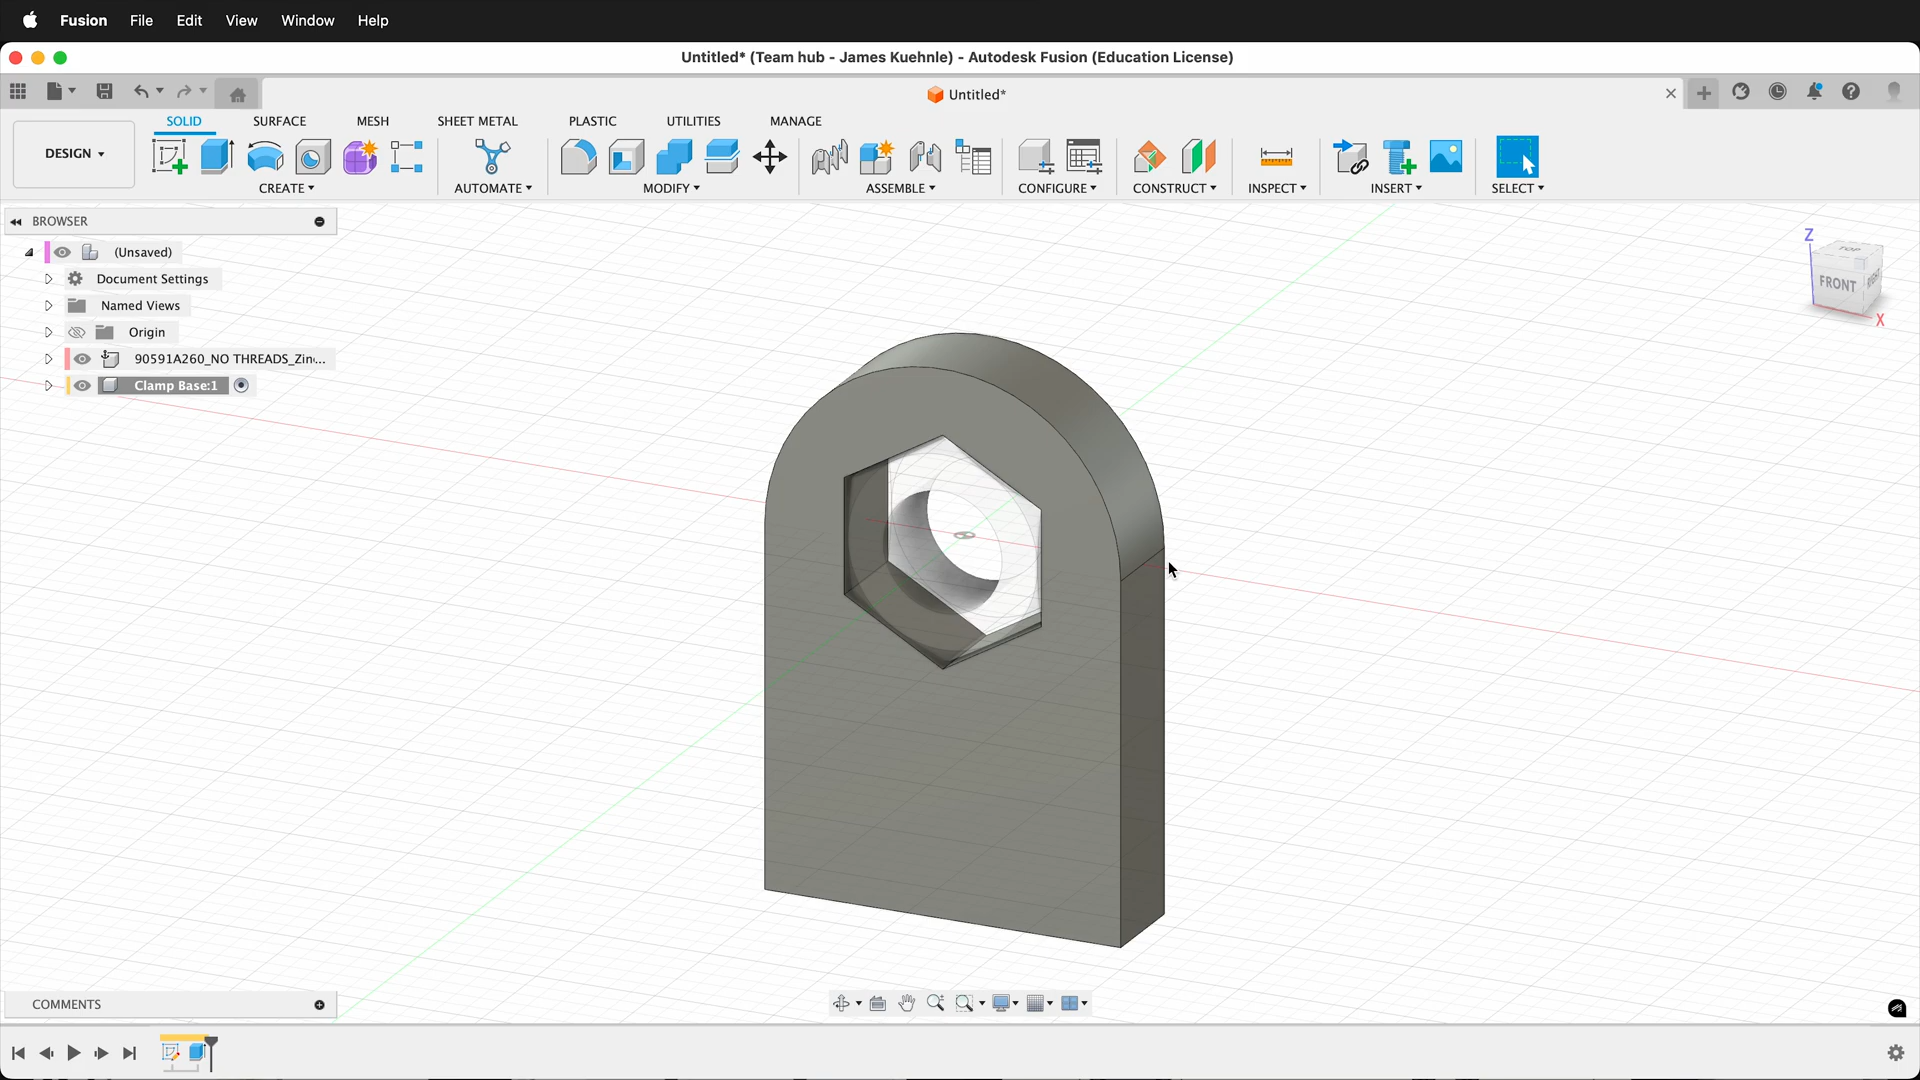 Fusion File Edit View Window Help
Untitled* (Team hub - James Kuehnle) - Autodesk Fusion (Education License)
Untitled*
SOLID SURFACE MESH SHEET METAL PLASTIC UTILITIES MANAGE
DESIGN
CREATE AUTOMATE MODIFY ASSEMBLE CONFIGURE CONSTRUCT INSPECT INSERT SELECT
BROWSER
(Unsaved)
Document Settings
Named Views
Origin
90591A260_NO THREADS_Zin...
Clamp Base:1
Z
TOP
FRONT
RIGHT
X
COMMENTS